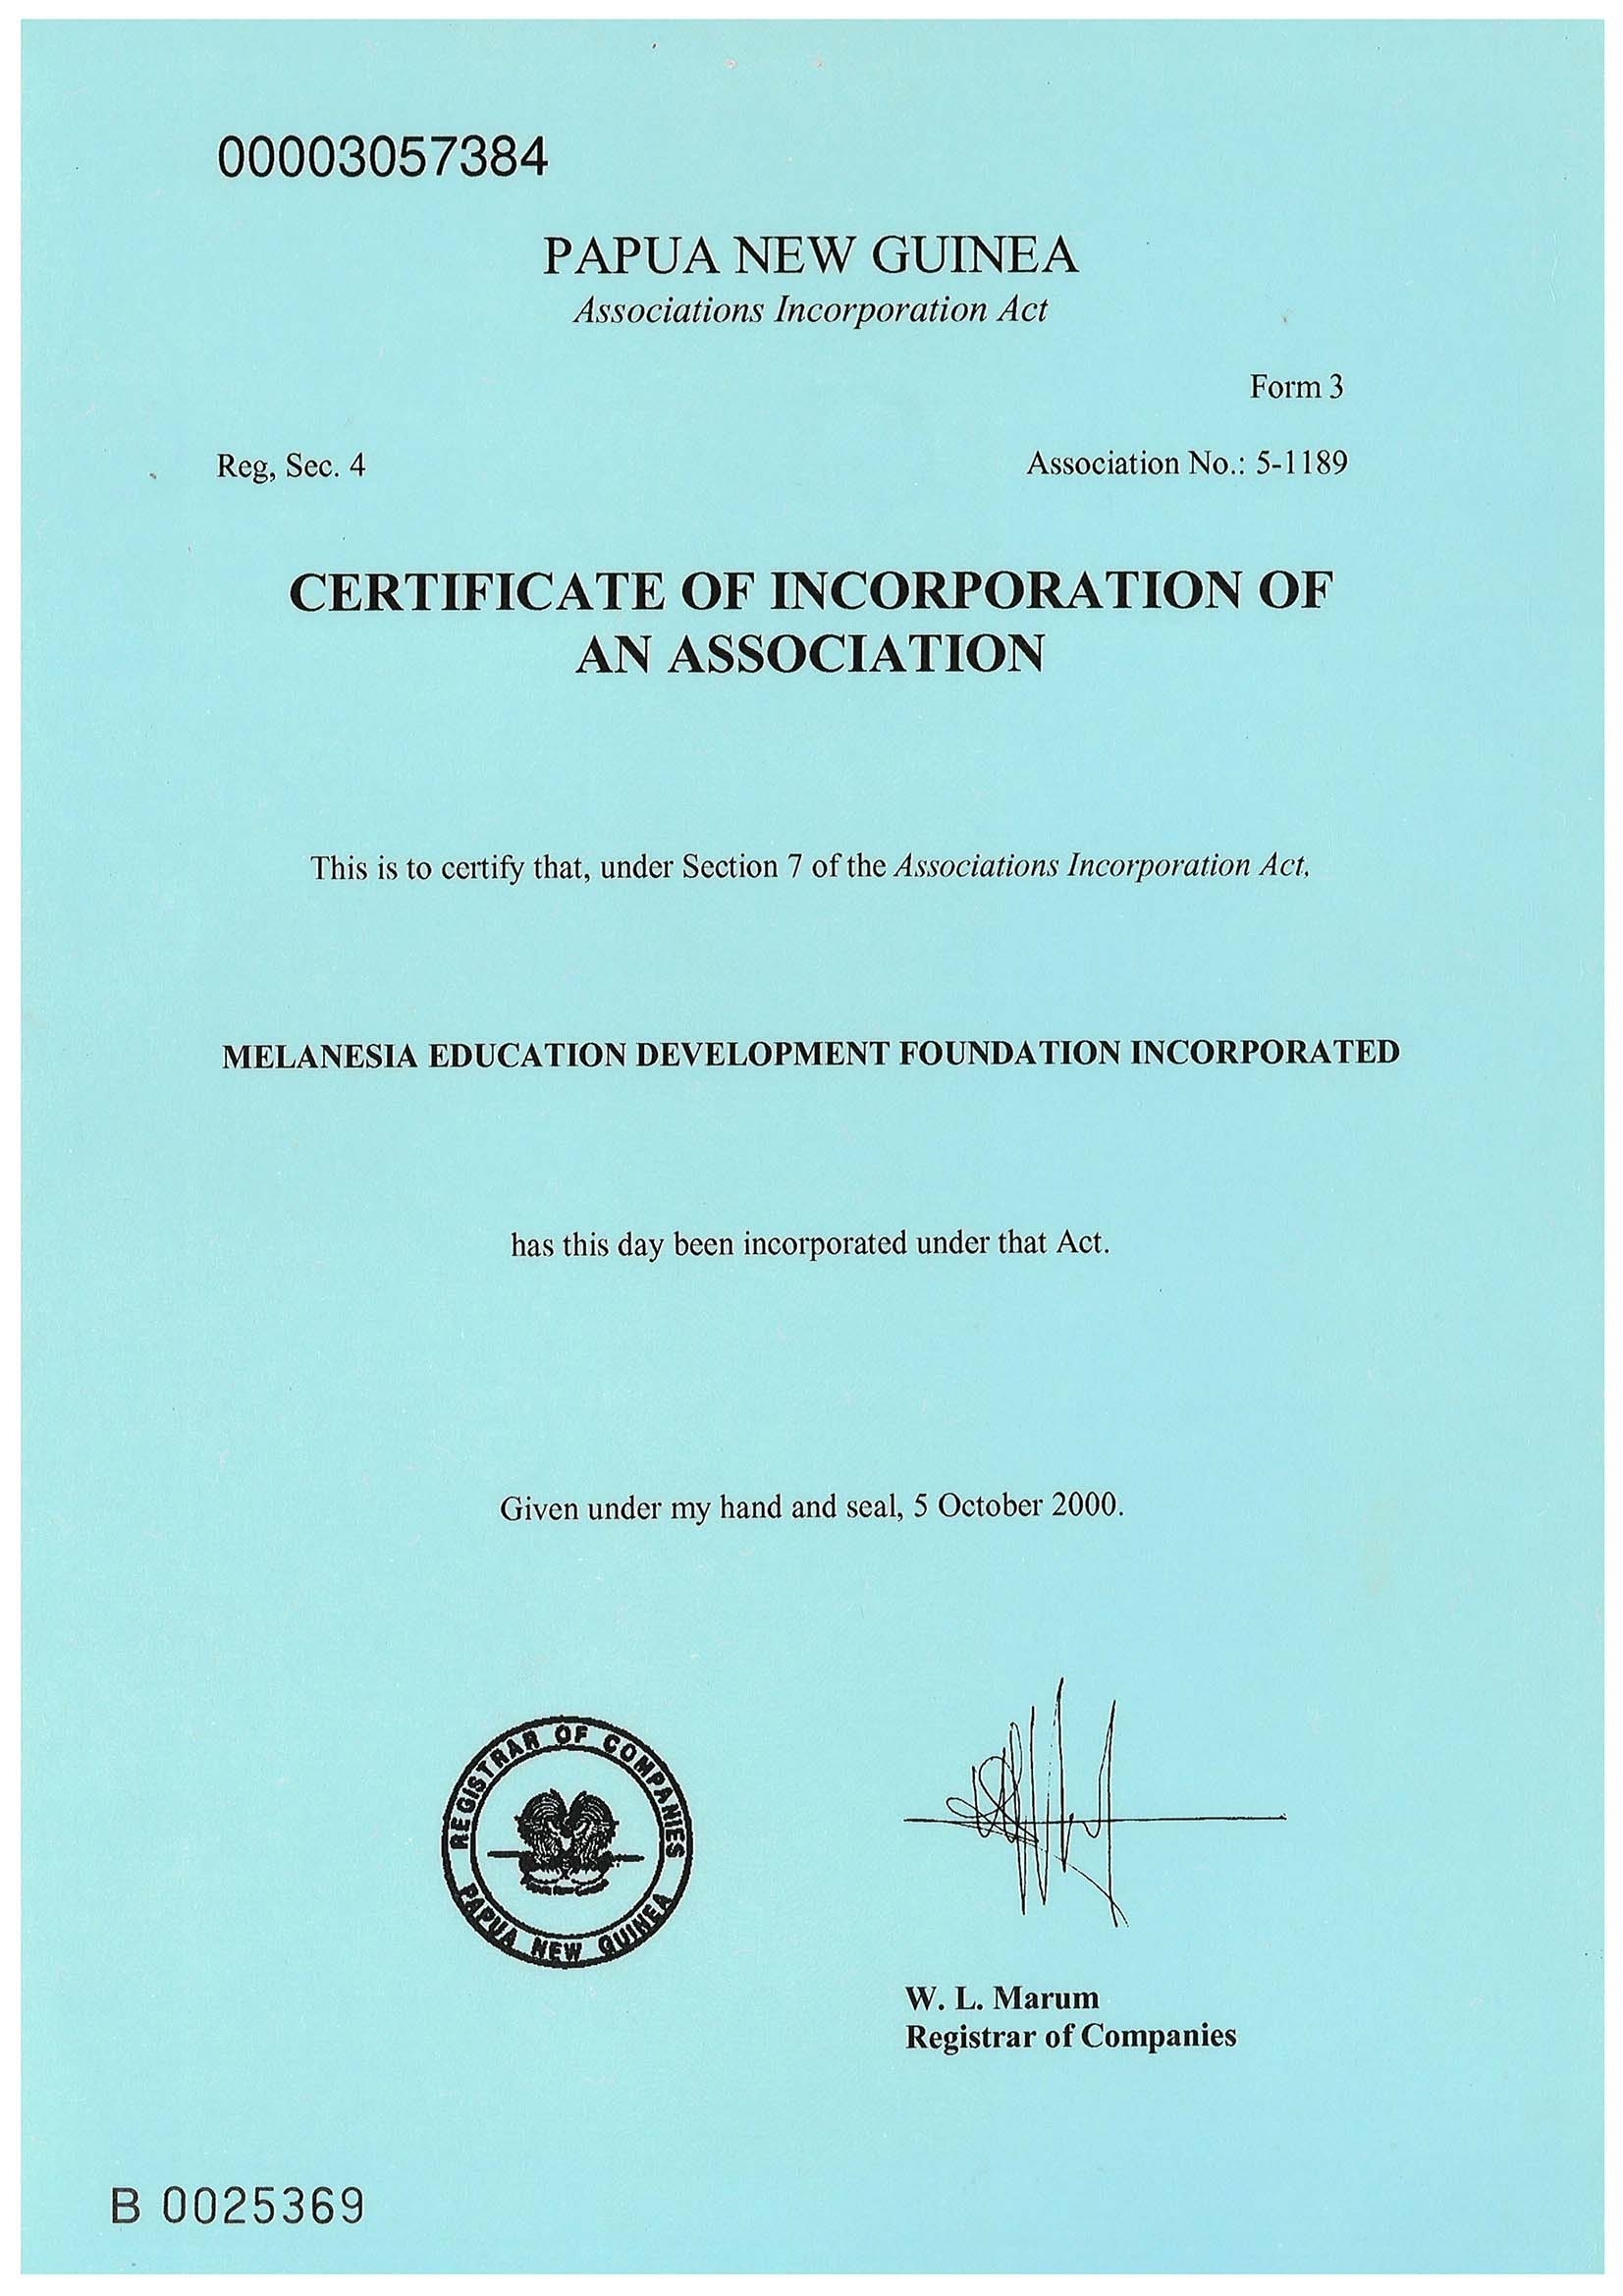 00003057384
PAPUA NEW GUINEA
Associations Incorporation Act
Form 3
Reg, Sec. 4
Association No.: 5-1189
CERTIFICATE OF INCORPORATION OF
AN ASSOCIATION
This is to certify that, under Section 7 of the Associations Incorporation Act,
MELANESIA EDUCATION DEVELOPMENT FOUNDATION INCORPORATED
has this day been incorporated under that Act.
Given under my hand and seal, 5 October 2000.
REGISTRAR OF COMPANIES
PAPUA NEW GUINEA
W. L. Marum
Registrar of Companies
B 0025369